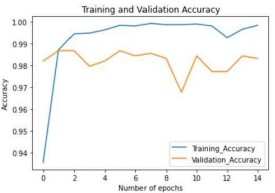 Training and Validation Accuracy
1.00
0.99
0.98
0.97
0.96
0.95
0.94
Accuracy
0 2 4 6 8 10 12 14
Number of epochs
Training_Accuracy
Validation_Accuracy